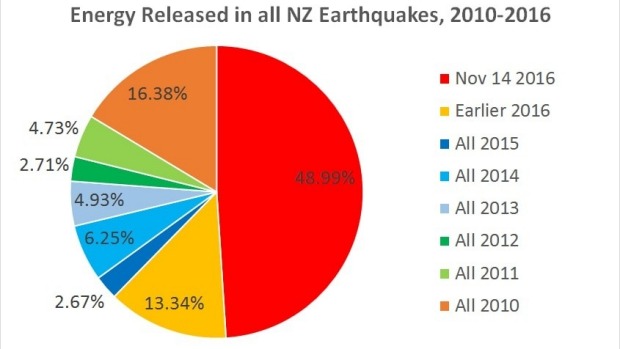 Energy Released in all NZ Earthquakes, 2010-2016
16.38%
4.73%
2.71%
4.93%
6.25%
2.67%
13.34%
48.99%
Nov 14 2016
Earlier 2016
All 2015
All 2014
All 2013
All 2012
All 2011
All 2010